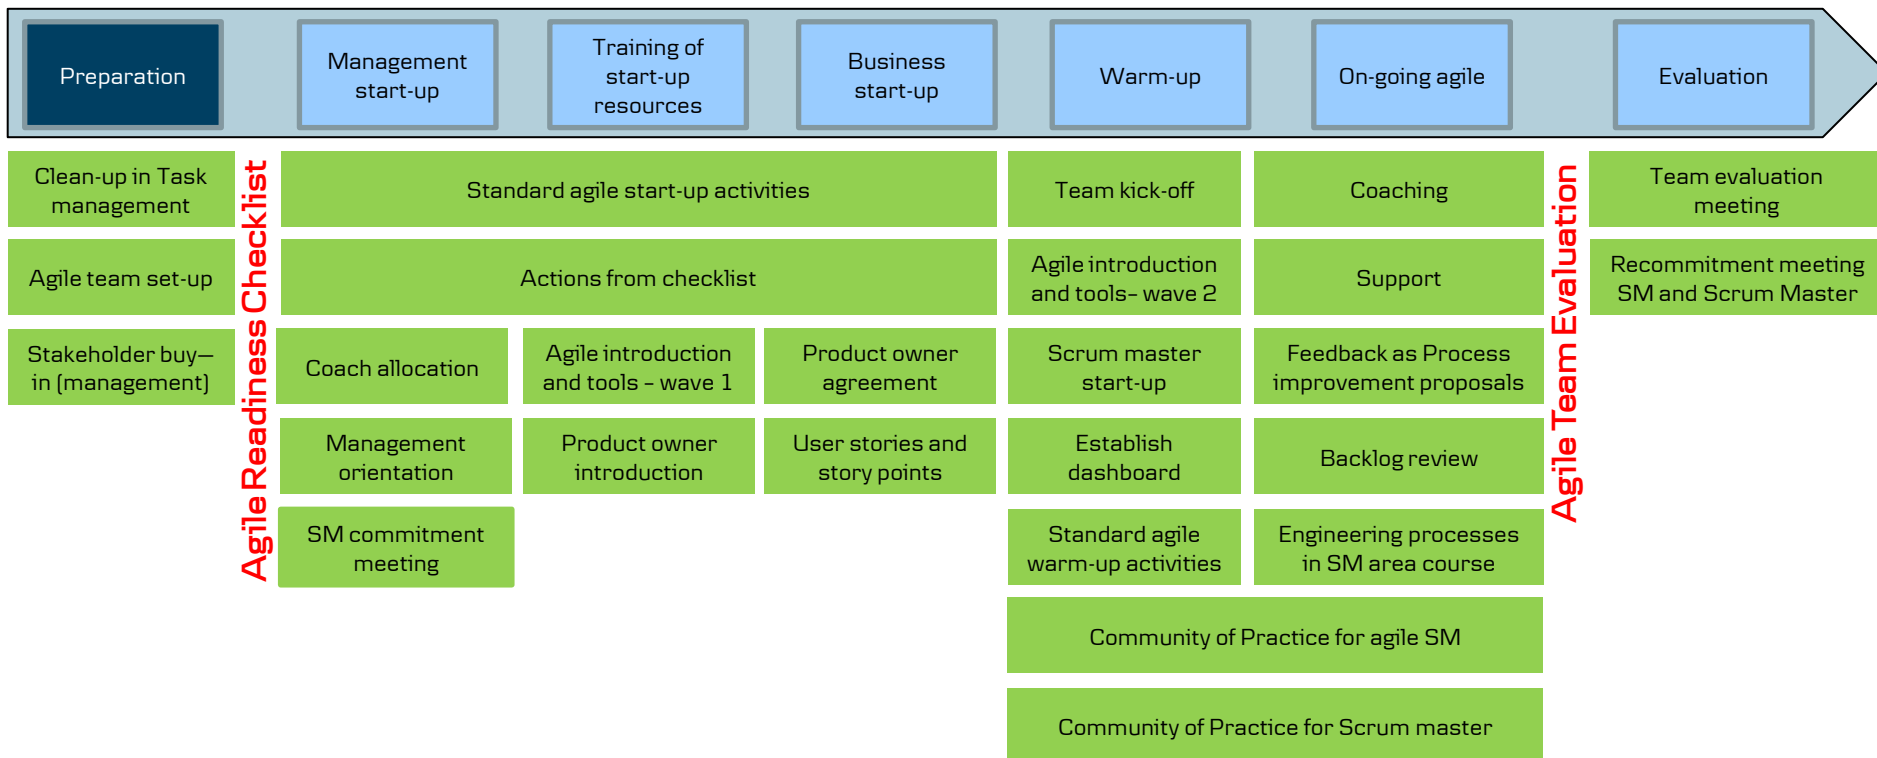 Preparation
Management
start-up
Training of
start-up
resources
Business
start-up
Warm-up
On-going agile
Evaluation
Clean-up in Task
management
Agile team set-up
Stakeholder buy–
in (management)
Agile Readiness Checklist
Standard agile start-up activities
Actions from checklist
Coach allocation
Management
orientation
SM commitment
meeting
Agile introduction
and tools – wave 1
Product owner
introduction
Product owner
agreement
User stories and
story points
Team kick-off
Agile introduction
and tools– wave 2
Scrum master
start-up
Establish
dashboard
Standard agile
warm-up activities
Coaching
Support
Feedback as Process
improvement proposals
Backlog review
Engineering processes
in SM area course
Community of Practice for agile SM
Community of Practice for Scrum master
Agile Team Evaluation
Team evaluation
meeting
Recommitment meeting
SM and Scrum Master